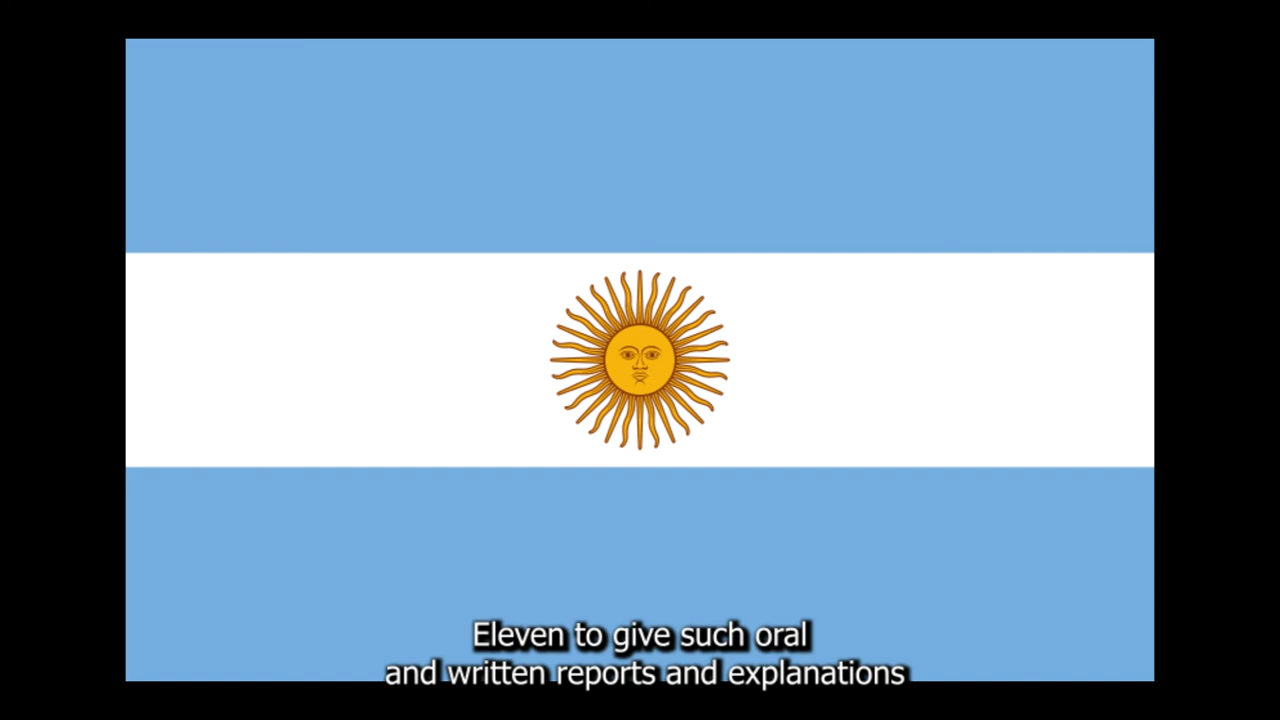 Eleven to give such oral
and written reports and explanations